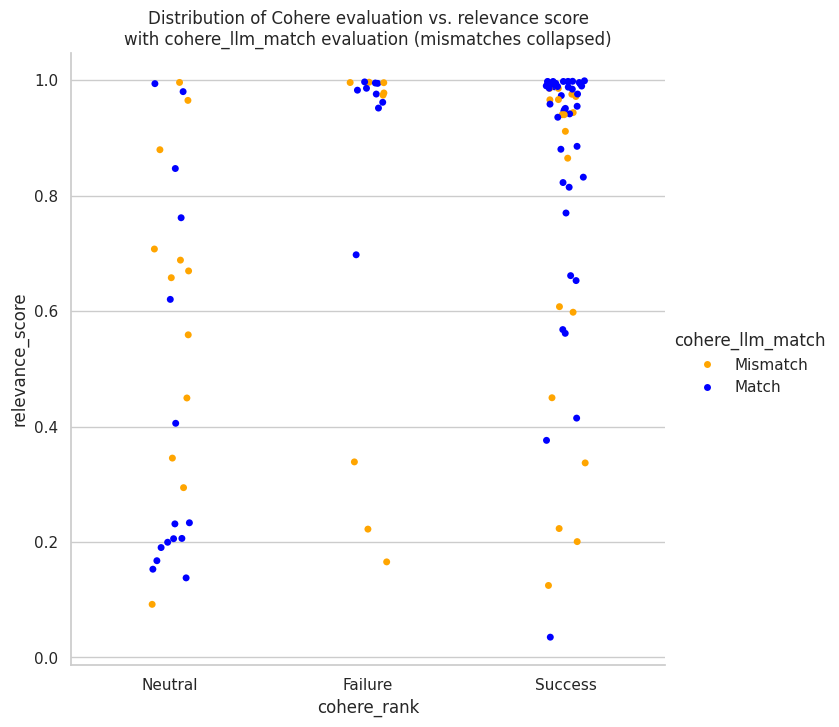 Distribution of Cohere evaluation vs. relevance score
with cohere_llm_match evaluation (mismatches collapsed)
1.0
0.8
0.6
0.4
0.2
0.0
relevance_score
Neutral
Failure
Success
cohere_rank
cohere_llm_match
Mismatch
Match